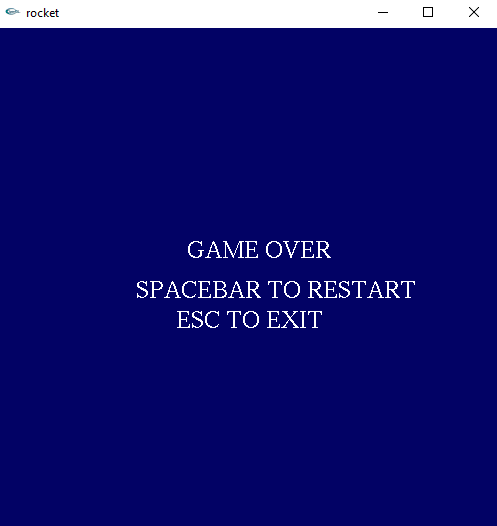 rocket
GAME OVER
SPACEBAR TO RESTART
ESC TO EXIT